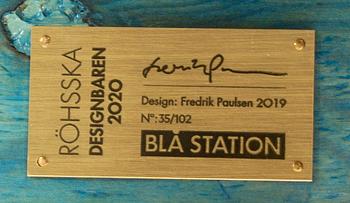 RÖHSSKA
DESIGNBAREN
2020
Design: Fredrik Paulsen 2019
Nº:35/102
BLÅ STATION